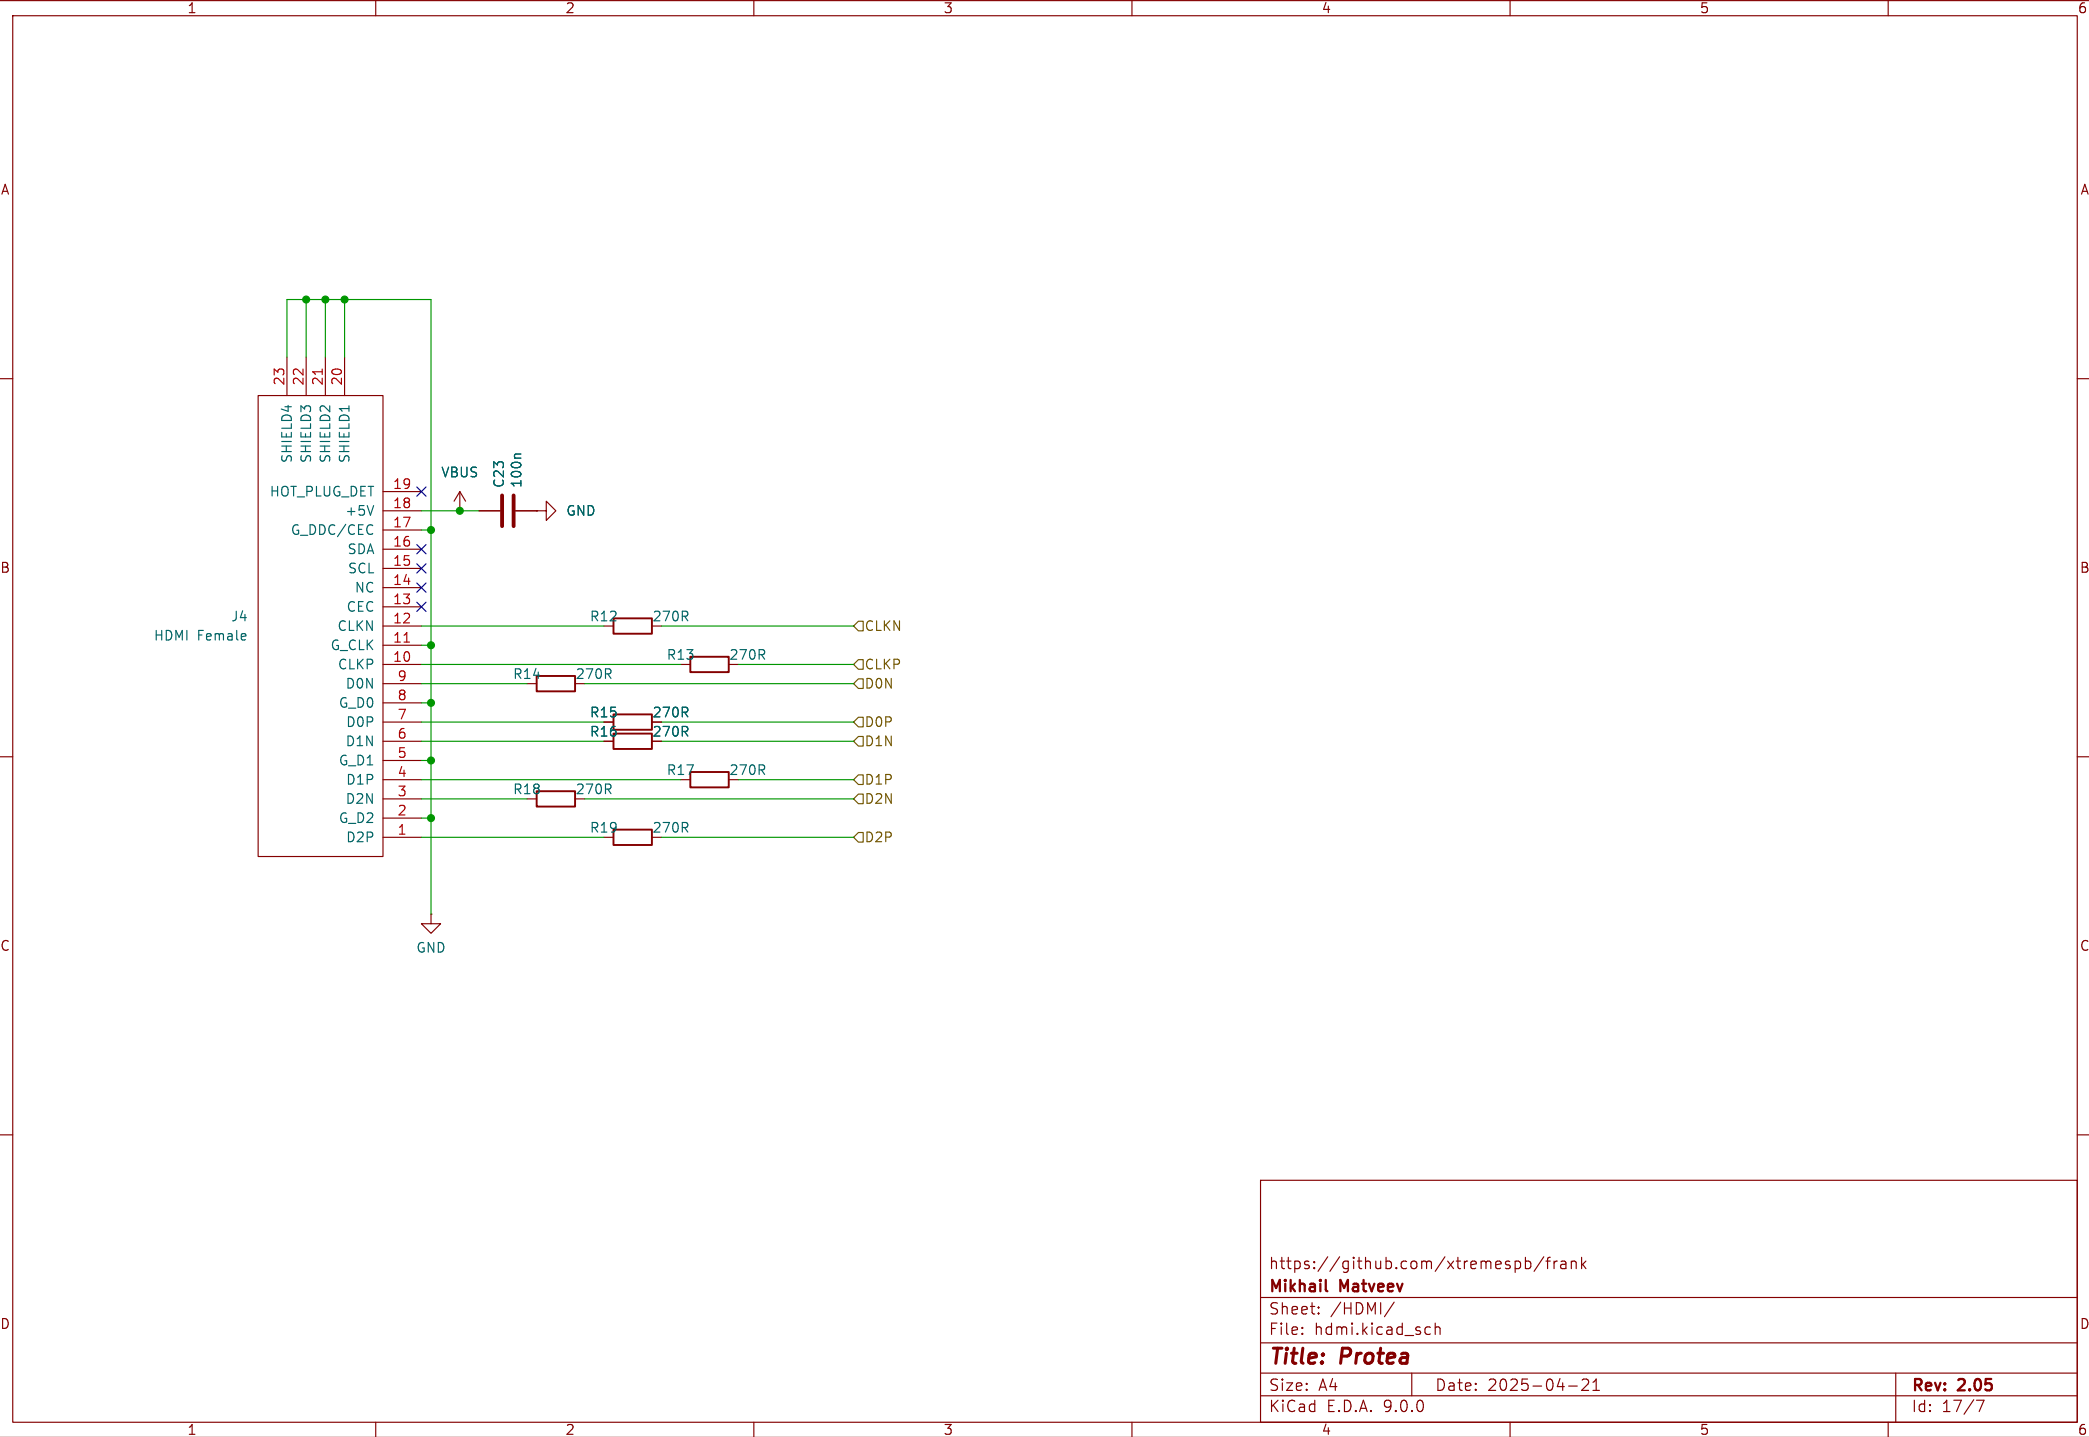 1 2 3 4 5 6
A A
B B
C C
D D
23 22 21 20
SHIELD4 SHIELD3 SHIELD2 SHIELD1
J4
HDMI Female
HOT_PLUG_DET 19
+5V 18
G_DDC/CEC 17
SDA 16
SCL 15
NC 14
CEC 13
CLKN 12
G_CLK 11
CLKP 10
D0N 9
G_D0 8
D0P 7
D1N 6
G_D1 5
D1P 4
D2N 3
G_D2 2
D2P 1
VBUS
C23
100n
GND
R12 270R CLKN
R13 270R CLKP
R14 270R D0N
R15 270R D0P
R16 270R D1N
R17 270R D1P
R18 270R D2N
R19 270R D2P
GND
https://github.com/xtremespb/frank
Mikhail Matveev
Sheet: /HDMI/
File: hdmi.kicad_sch
Title: Protea
Size: A4 Date: 2025-04-21 Rev: 2.05
KiCad E.D.A. 9.0.0 Id: 17/7
1 2 3 4 5 6